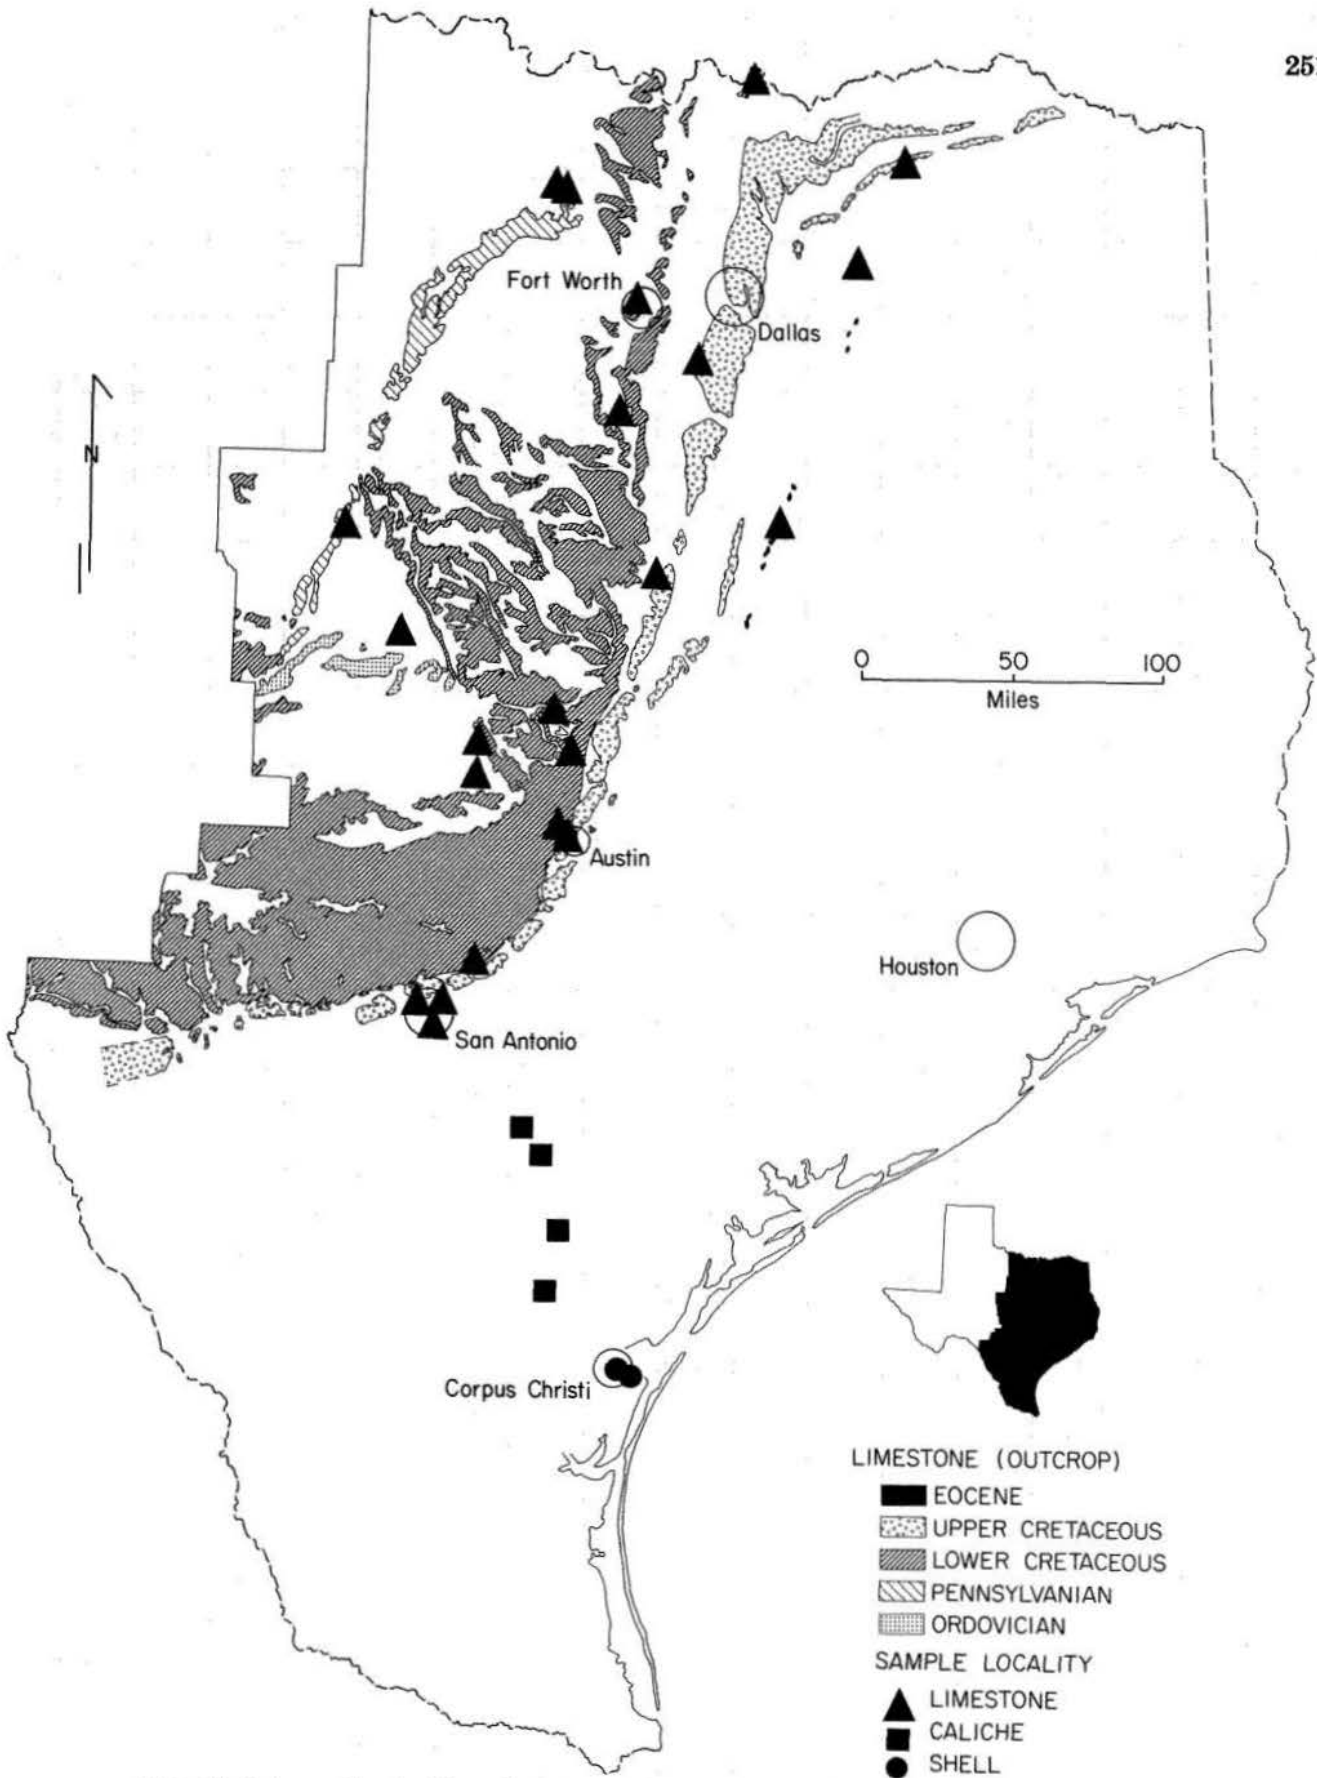 Fort Worth
Dallas
N
0 50 100
Miles
Austin
Houston
San Antonio
Corpus Christi
LIMESTONE (OUTCROP)
EOCENE
UPPER CRETACEOUS
LOWER CRETACEOUS
PENNSYLVANIAN
ORDOVICIAN
SAMPLE LOCALITY
LIMESTONE
CALICHE
SHELL